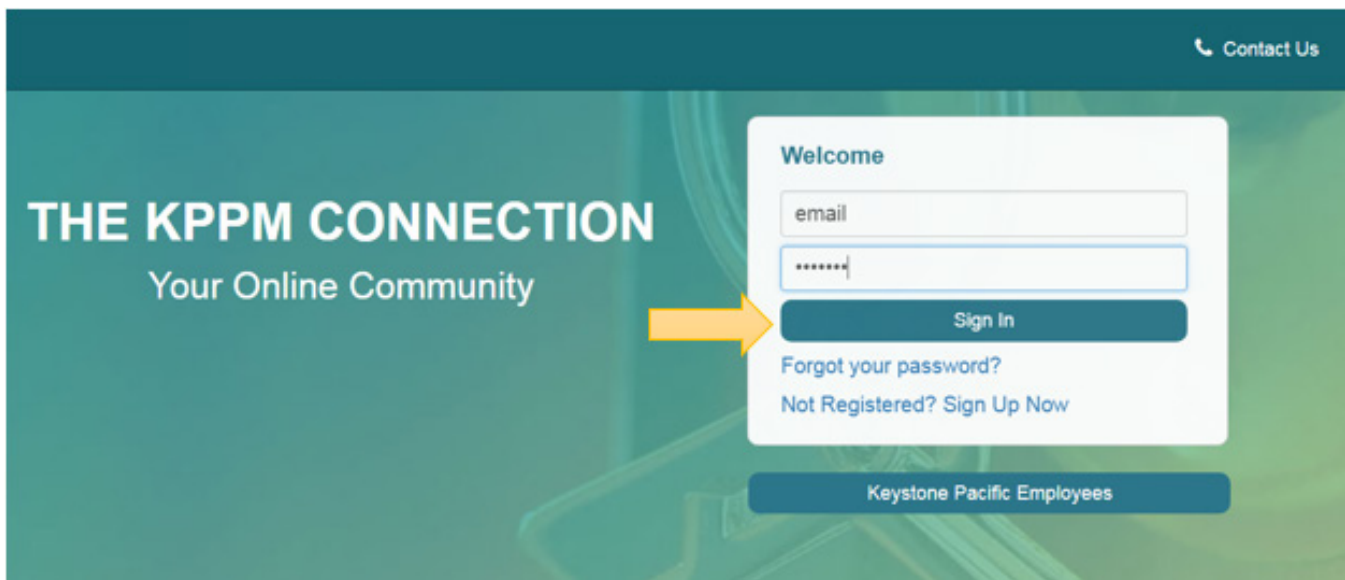 Contact Us
THE KPPM CONNECTION
Your Online Community
Welcome
email
•••••••
Sign In
Forgot your password?
Not Registered? Sign Up Now
Keystone Pacific Employees